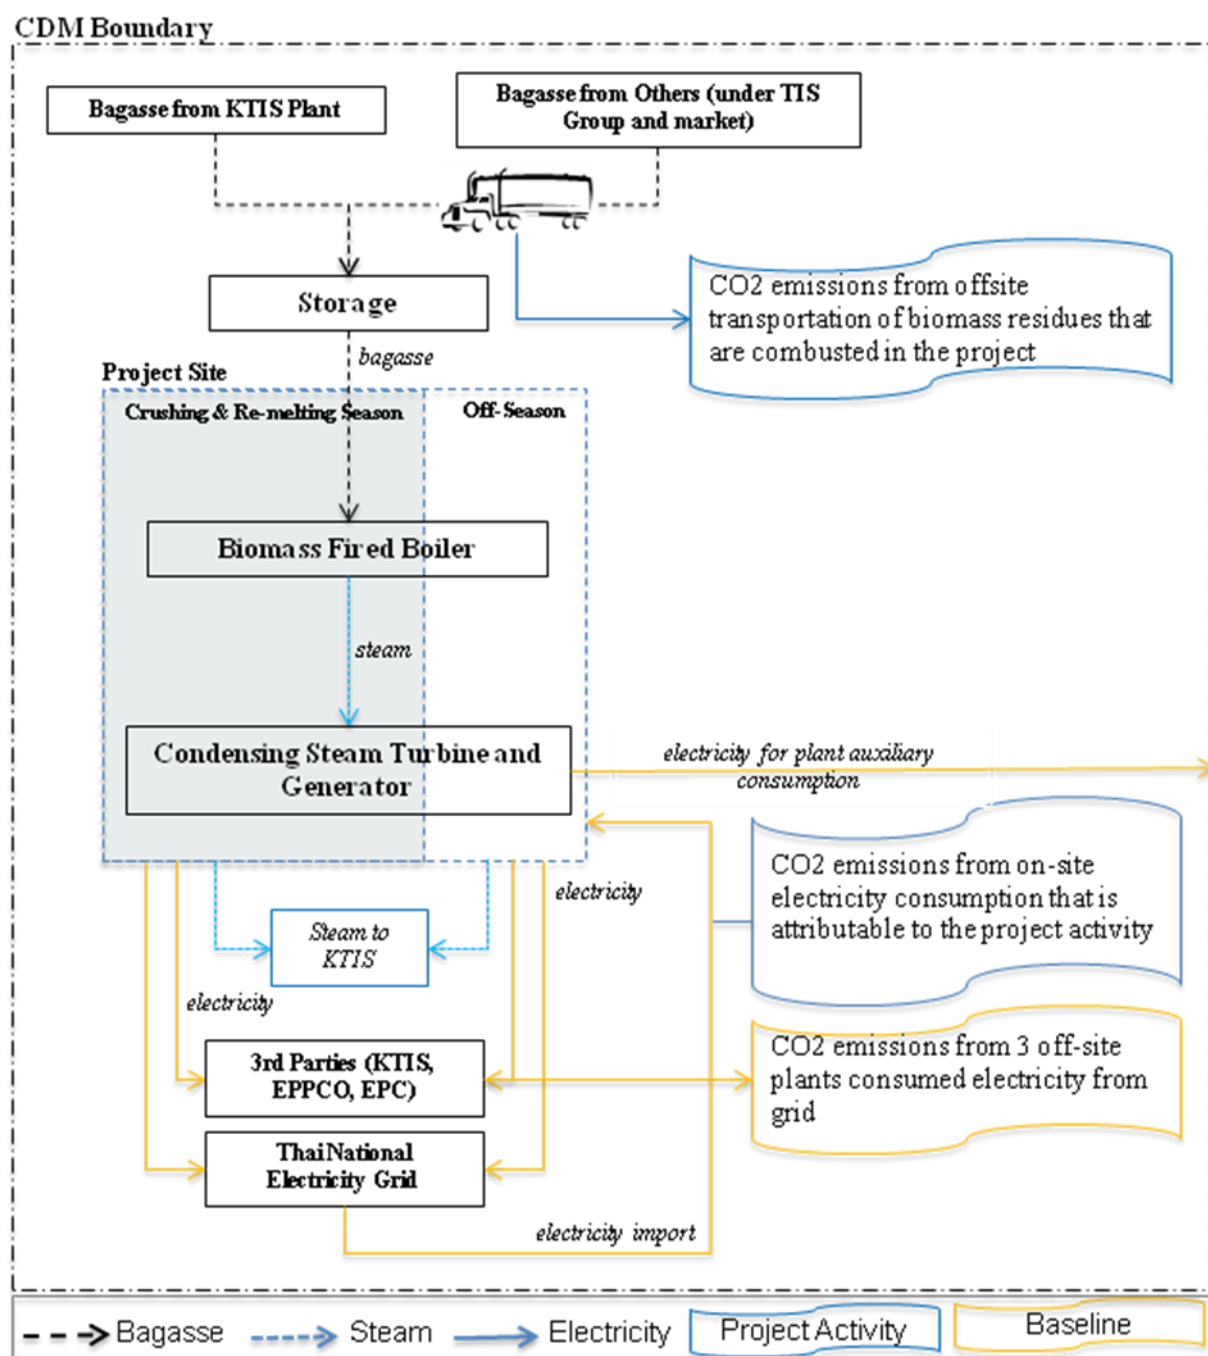 CDM Boundary
Bagasse from KTIS Plant
Bagasse from Others (under TIS
Group and market)
CO2 emissions from offsite
transportation of biomass residues that
are combusted in the project
Storage
bagasse
Project Site
Crushing & Re-melting Season
Off-Season
Biomass Fired Boiler
steam
Condensing Steam Turbine and
Generator
electricity for plant auxiliary
consumption
CO2 emissions from on-site
electricity consumption that is
attributable to the project activity
electricity
Steam to
KTIS
electricity
3rd Parties (KTIS,
EPPCO, EPC)
CO2 emissions from 3 off-site
plants consumed electricity from
grid
Thai National
Electricity Grid
electricity import
Bagasse
Steam
Electricity
Project Activity
Baseline